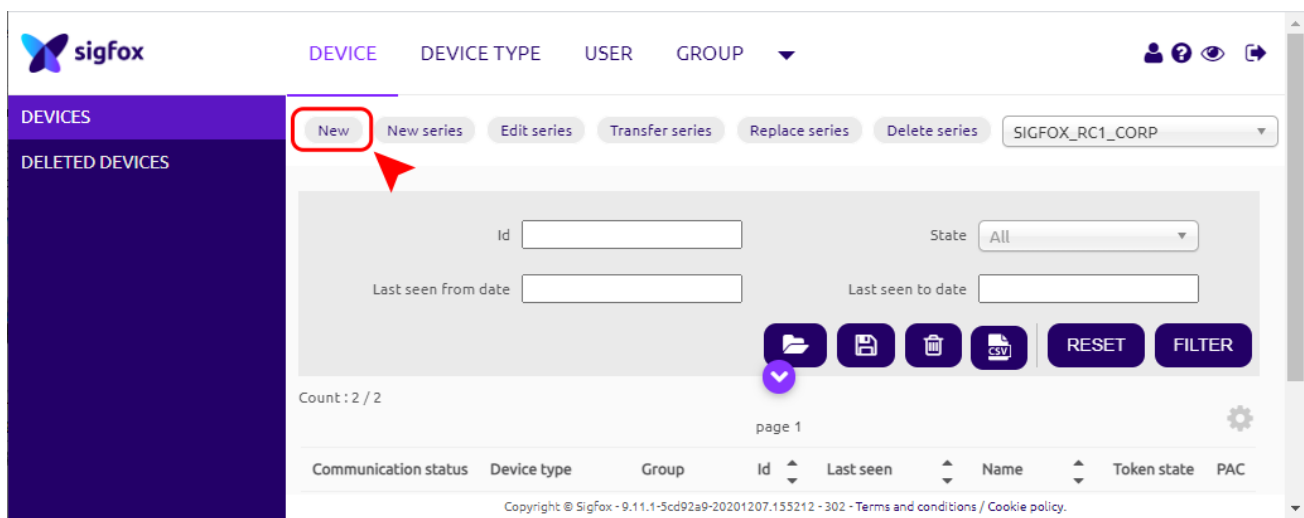 sigfox
DEVICE DEVICE TYPE USER GROUP
DEVICES
DELETED DEVICES
New New series Edit series Transfer series Replace series Delete series SIGFOX_RC1_CORP
Id State All
Last seen from date Last seen to date
CSV RESET FILTER
Count : 2 / 2
page 1
Communication status Device type Group Id Last seen Name Token state PAC
Copyright © Sigfox - 9.11.1-5cd92a9-20201207.155212 - 302 - Terms and conditions / Cookie policy.